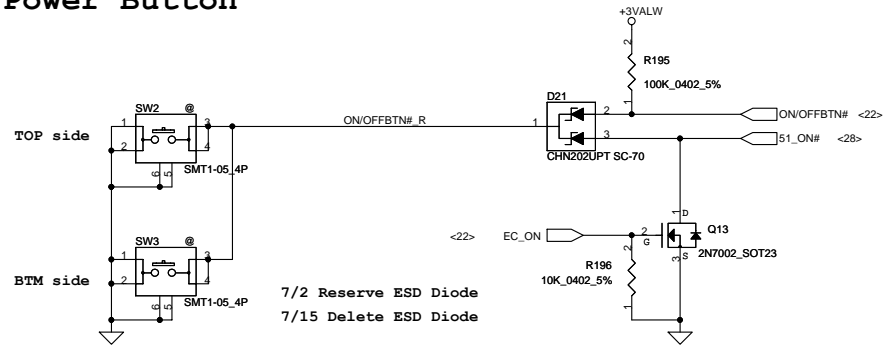 Power Button
+3VALW
2
R195
100K_0402_5%
1
D21
SW2 @
ON/OFFBTN#_R
1 2 3
ON/OFFBTN# <22>
51_ON# <28>
CHN202UPT SC-70
TOP side
1 3
2 4
6 5
SMT1-05_4P
1 D
Q13
2 G
2N7002_SOT23
3 S
<22> EC_ON
2
R196
10K_0402_5%
1
SW3 @
1 3
2 4
BTM side
6 5
SMT1-05_4P
7/2 Reserve ESD Diode
7/15 Delete ESD Diode